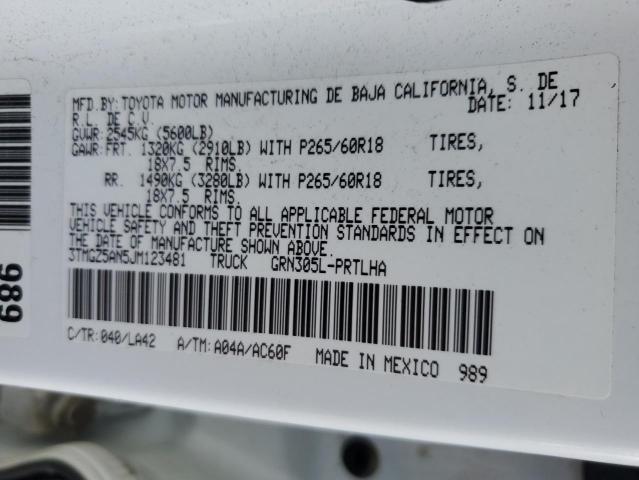 MFD.BY: TOYOTA MOTOR MANUFACTURING DE BAJA CALIFORNIA, S. DE
R.L. DE C.V. DATE: 11/17
GVWR: 2545KG (5600LB)
GAWR: FRT. 1320KG (2910LB) WITH P265/60R18 TIRES,
18X7.5 RIMS.
RR. 1490KG (3280LB) WITH P265/60R18 TIRES,
18X7.5 RIMS.
THIS VEHICLE CONFORMS TO ALL APPLICABLE FEDERAL MOTOR
VEHICLE SAFETY AND THEFT PREVENTION STANDARDS IN EFFECT ON
THE DATE OF MANUFACTURE SHOWN ABOVE.
3TMGZ5AN5JM123481 TRUCK GRN305L-PRTLHA
C/TR: 040/LA42 A/TM: A04A/AC60F MADE IN MEXICO 989
989